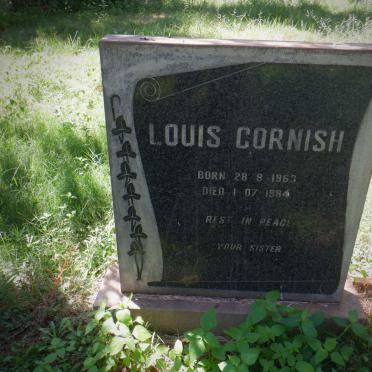 LOUIS CORNISH
BORN 28·8·1963
DIED 1·07·1984
REST IN PEACE
YOUR SISTER